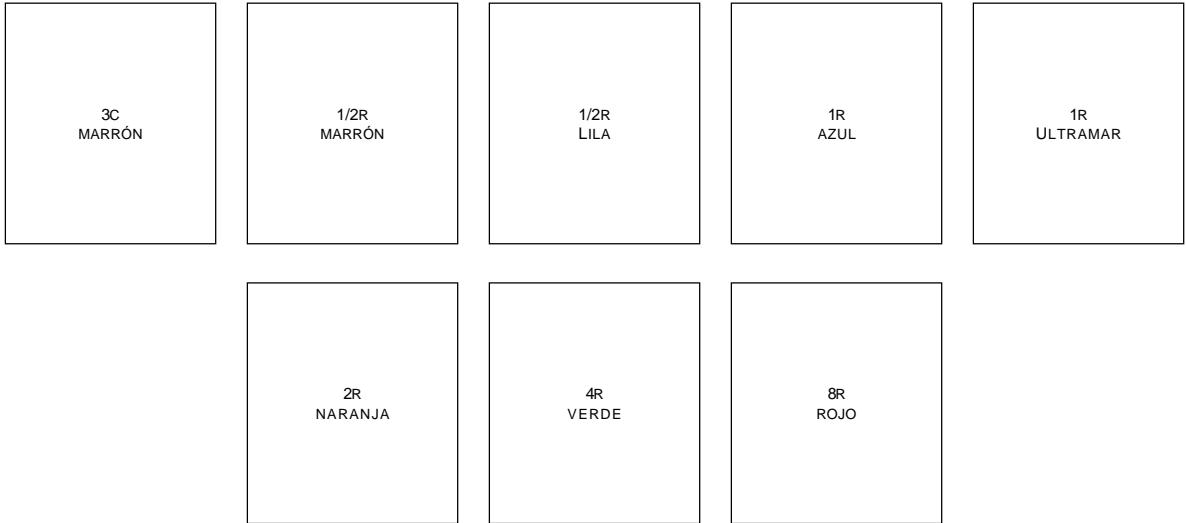 3C
MARRÓN
1/2R
MARRÓN
1/2R
LILA
1R
AZUL
1R
ULTRAMAR
2R
NARANJA
4R
VERDE
8R
ROJO